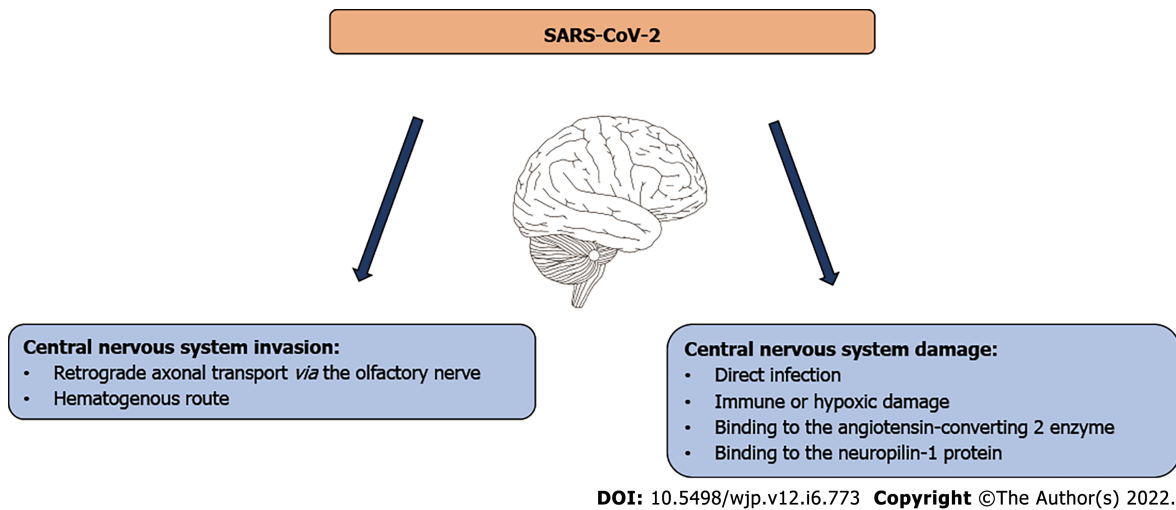 SARS-CoV-2
Central nervous system invasion:
• Retrograde axonal transport via the olfactory nerve
• Hematogenous route
Central nervous system damage:
• Direct infection
• Immune or hypoxic damage
• Binding to the angiotensin-converting 2 enzyme
• Binding to the neuropilin-1 protein
DOI: 10.5498/wjp.v12.i6.773 Copyright ©The Author(s) 2022.